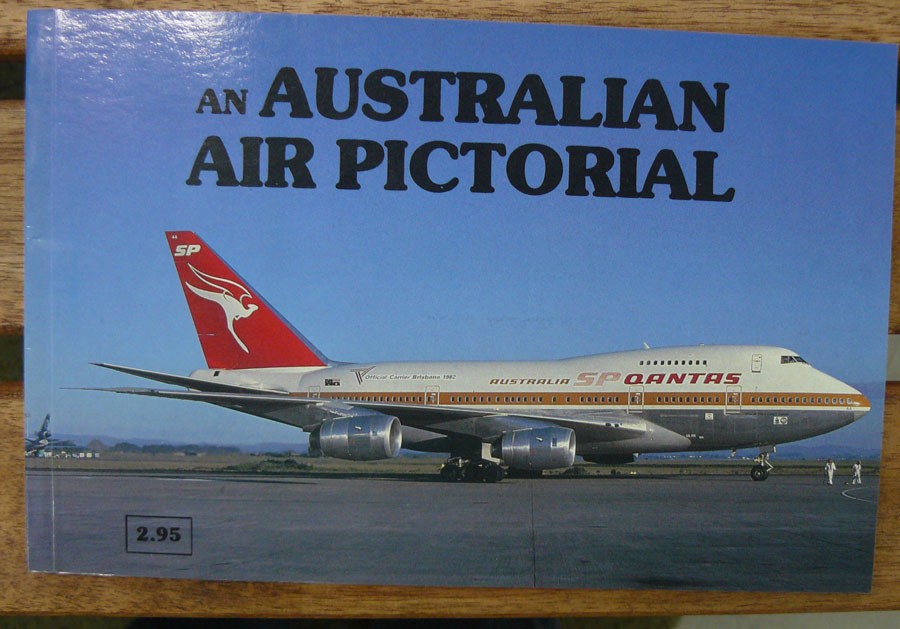 AN AUSTRALIAN
AIR PICTORIAL
SP
Official Carrier Brisbane 1982
AUSTRALIA SP QANTAS
2.95